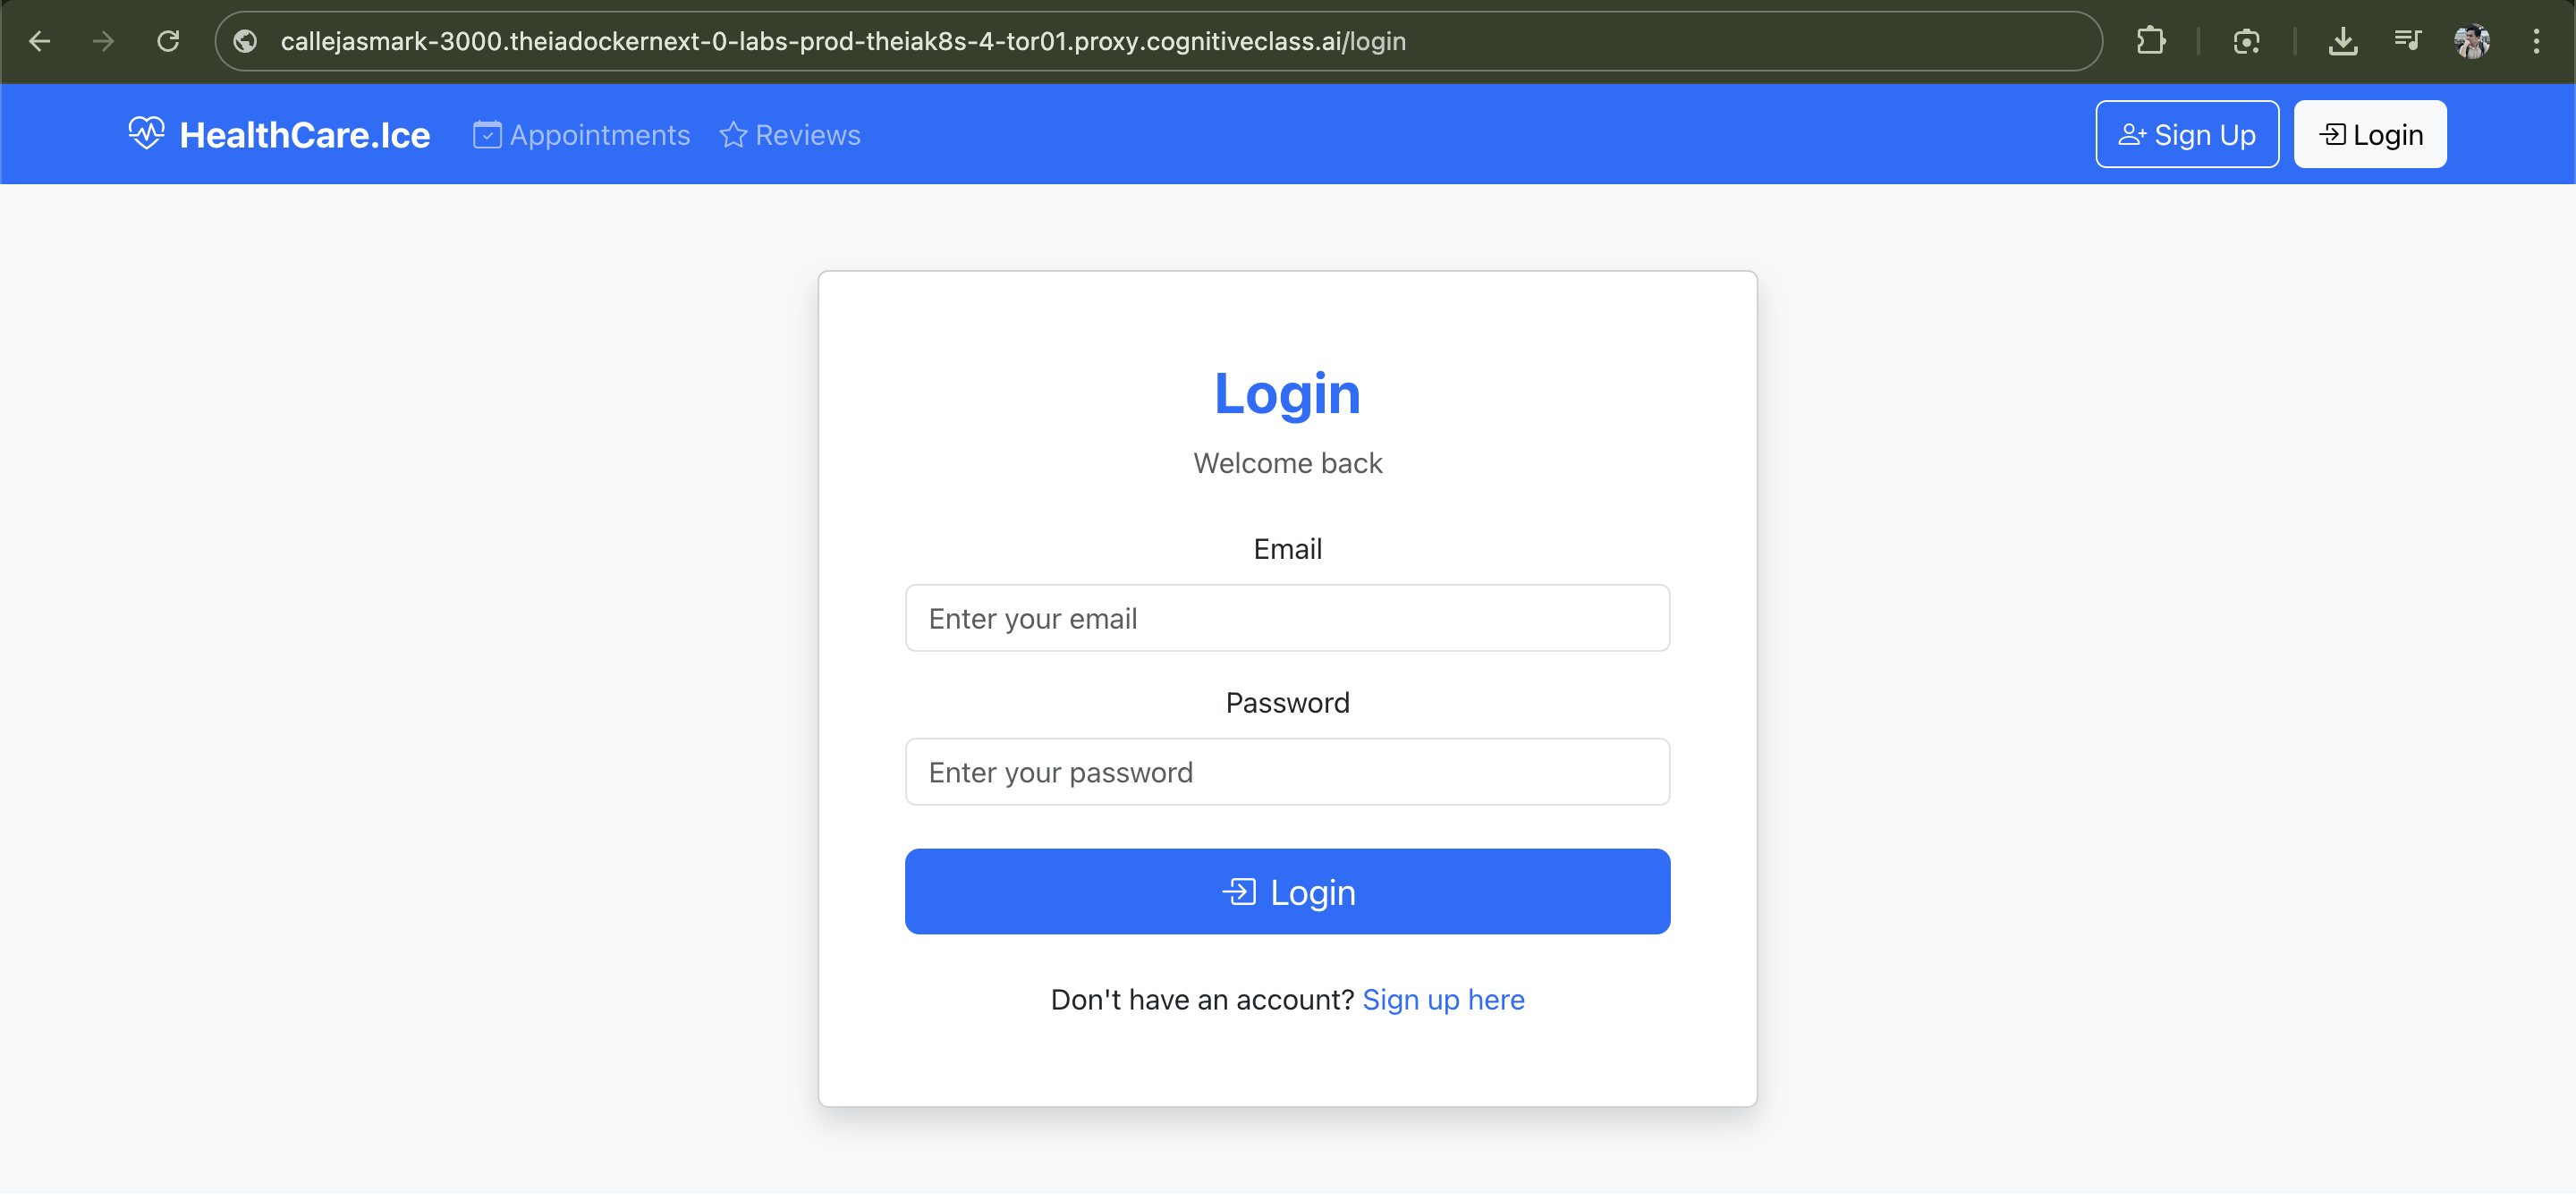 callejasmark-3000.theiadockernext-0-labs-prod-theiak8s-4-tor01.proxy.cognitiveclass.ai/login
HealthCare.Ice Appointments Reviews Sign Up Login
Login
Welcome back
Email
Enter your email
Password
Enter your password
Login
Don't have an account? Sign up here